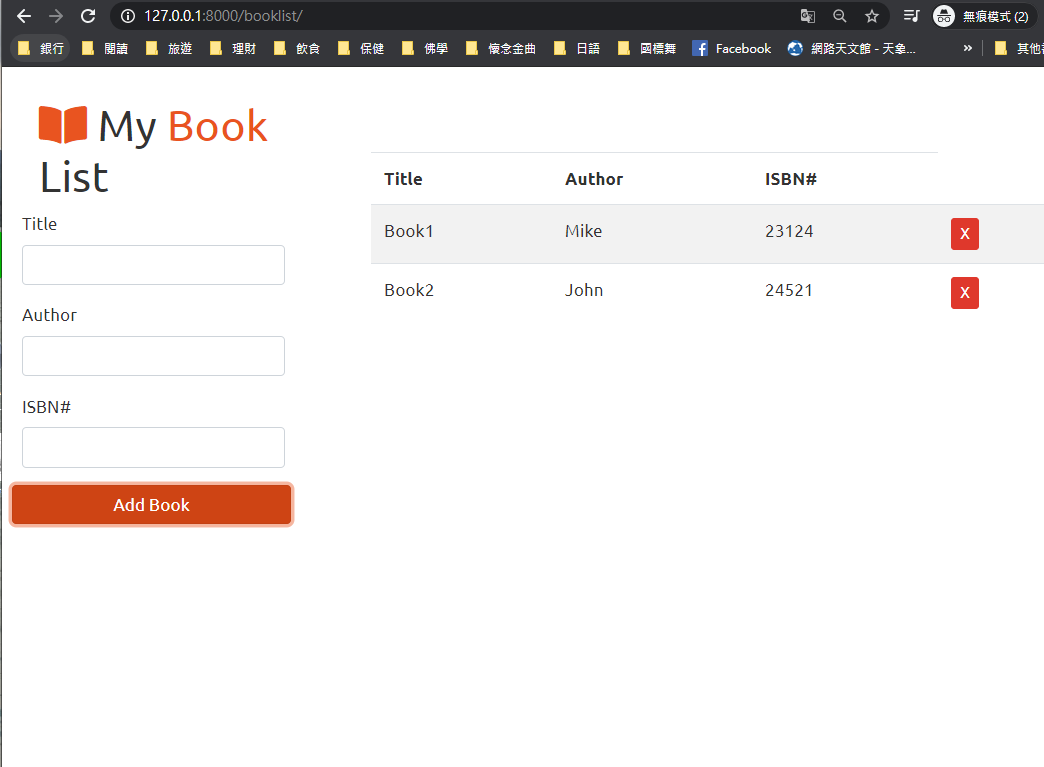 127.0.0.1:8000/booklist/
無痕模式 (2)
銀行 閱讀 旅遊 理財 飲食 保健 佛學 懷念金曲 日語 國標舞 Facebook 網路天文館 - 天象... » 其他
My Book
List
Title
Author
ISBN#
Add Book
Title Author ISBN#
Book1 Mike 23124 X
Book2 John 24521 X